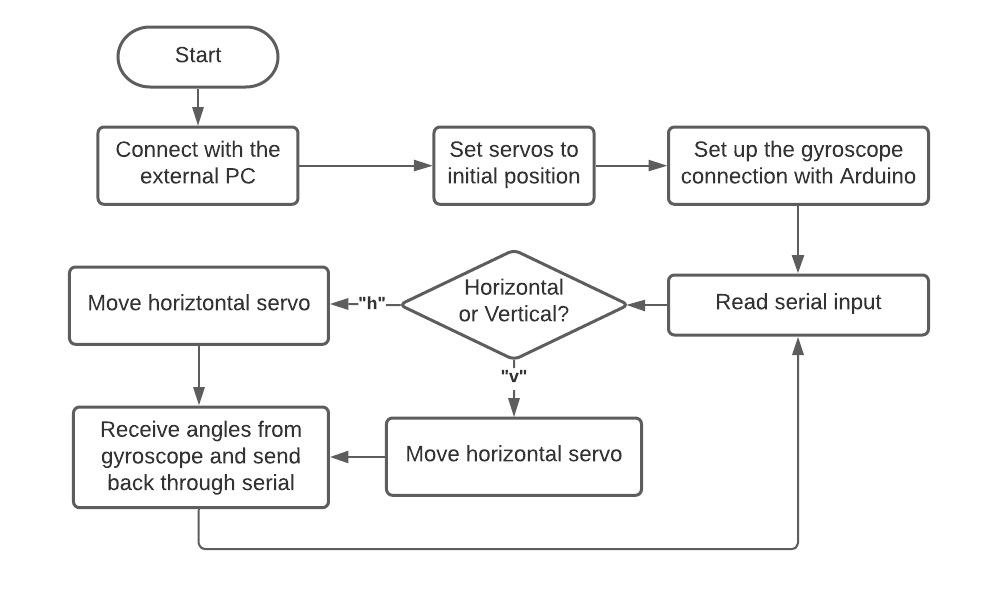 Start
Connect with the
external PC
Set servos to
initial position
Set up the gyroscope
connection with Arduino
Read serial input
Horizontal
or Vertical?
"h"
Move horiztontal servo
"v"
Move horizontal servo
Receive angles from
gyroscope and send
back through serial